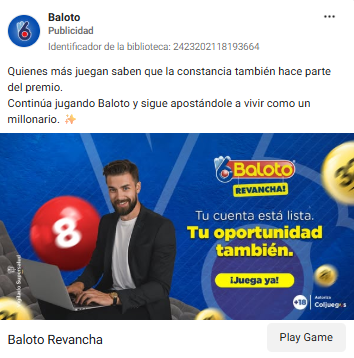 Baloto
Publicidad
Identificador de la biblioteca: 2423202118193664
Quienes más juegan saben que la constancia también hace parte
del premio.
Continúa jugando Baloto y sigue apostándole a vivir como un
millonario. ✨
Baloto
REVANCHA!
Tu cuenta está lista.
Tu oportunidad
también.
¡Juega ya!
8
+18
Autoriza
Coljuegos
Baloto Revancha
Play Game